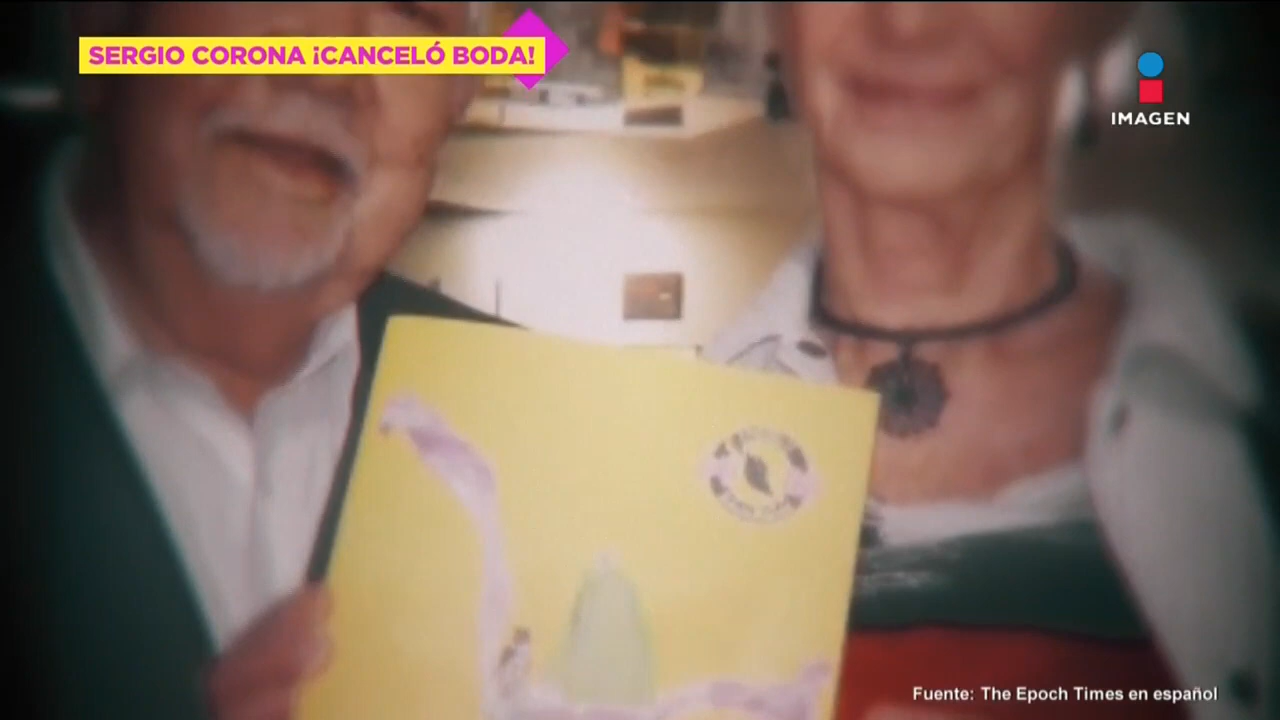 SERGIO CORONA ¡CANCELÓ BODA!
IMAGEN
Fuente: The Epoch Times en español